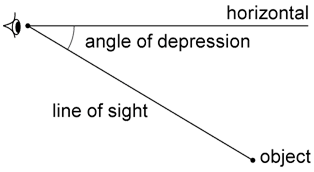 horizontal
angle of depression
line of sight
object